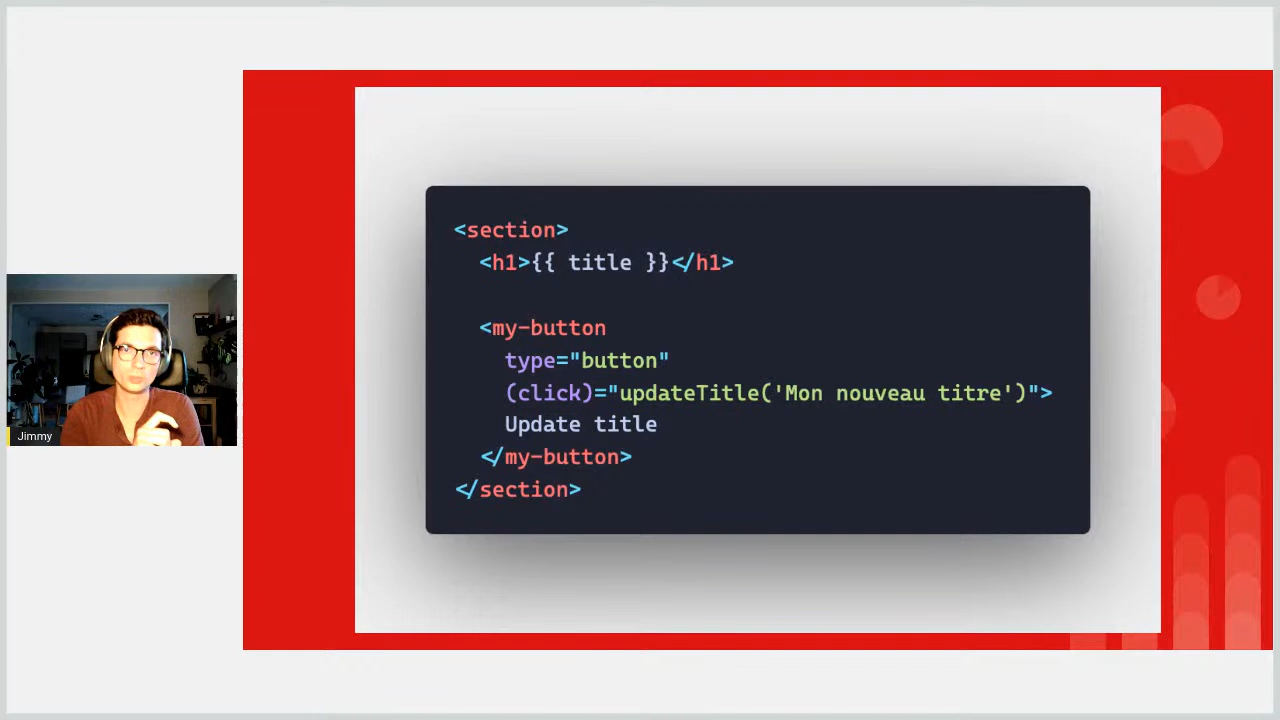 Jimmy
<section>
<h1>{{ title }}</h1>
<my-button
type="button"
(click)="updateTitle('Mon nouveau titre')">
Update title
</my-button>
</section>